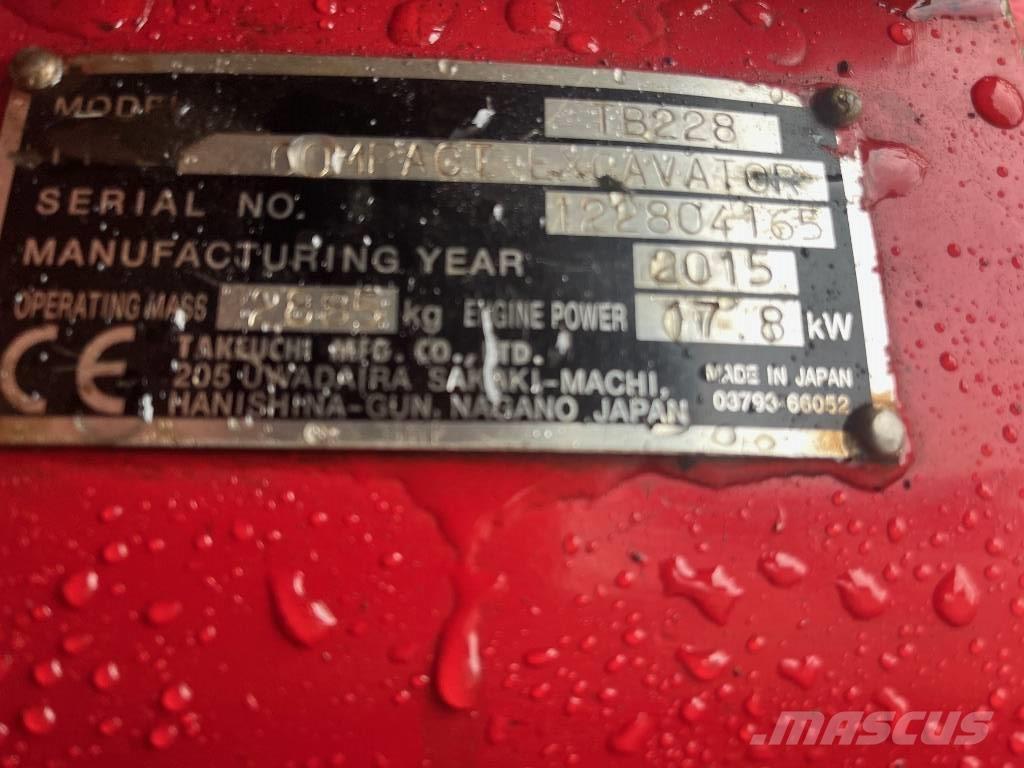 MODEL TB228
COMPACT EXCAVATOR
SERIAL NO. 122804165
MANUFACTURING YEAR 2015
OPERATING MASS kg ENGINE POWER 17.8 kW
CE TAKEUCHI MFG. CO., LTD.
205 UWADAIRA SAKAKI-MACHI, MADE IN JAPAN
HANISHINA-GUN. NAGANO JAPAN 03793-66052
MASCUS